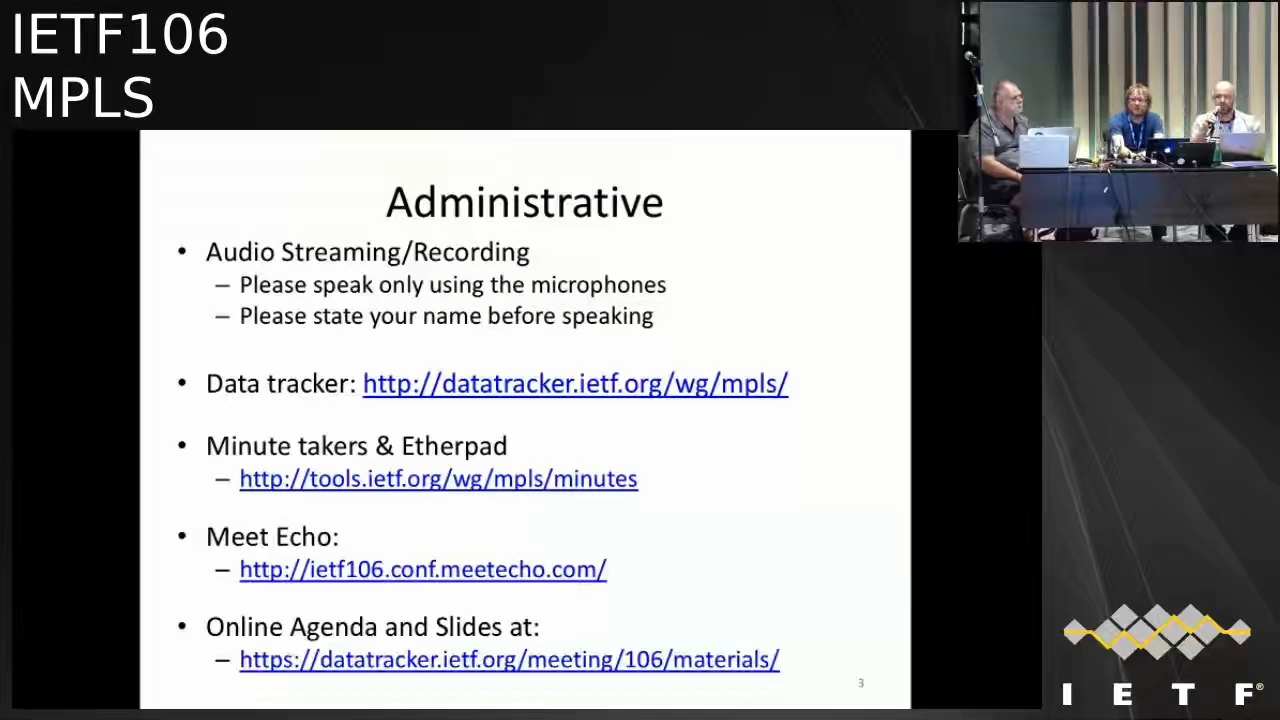 IETF106
MPLS
Administrative
• Audio Streaming/Recording
– Please speak only using the microphones
– Please state your name before speaking
• Data tracker: http://datatracker.ietf.org/wg/mpls/
• Minute takers & Etherpad
– http://tools.ietf.org/wg/mpls/minutes
• Meet Echo:
– http://ietf106.conf.meetecho.com/
• Online Agenda and Slides at:
– https://datatracker.ietf.org/meeting/106/materials/
3
I E T F®